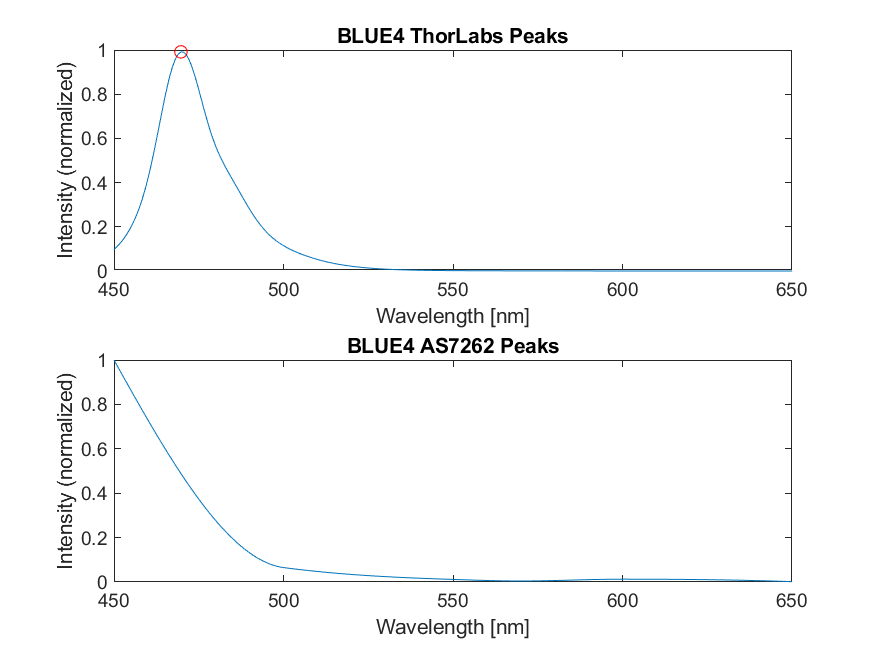 BLUE4 ThorLabs Peaks
Intensity (normalized)
1
0.8
0.6
0.4
0.2
0
450 500 550 600 650
Wavelength [nm]
BLUE4 AS7262 Peaks
Intensity (normalized)
1
0.8
0.6
0.4
0.2
0
450 500 550 600 650
Wavelength [nm]